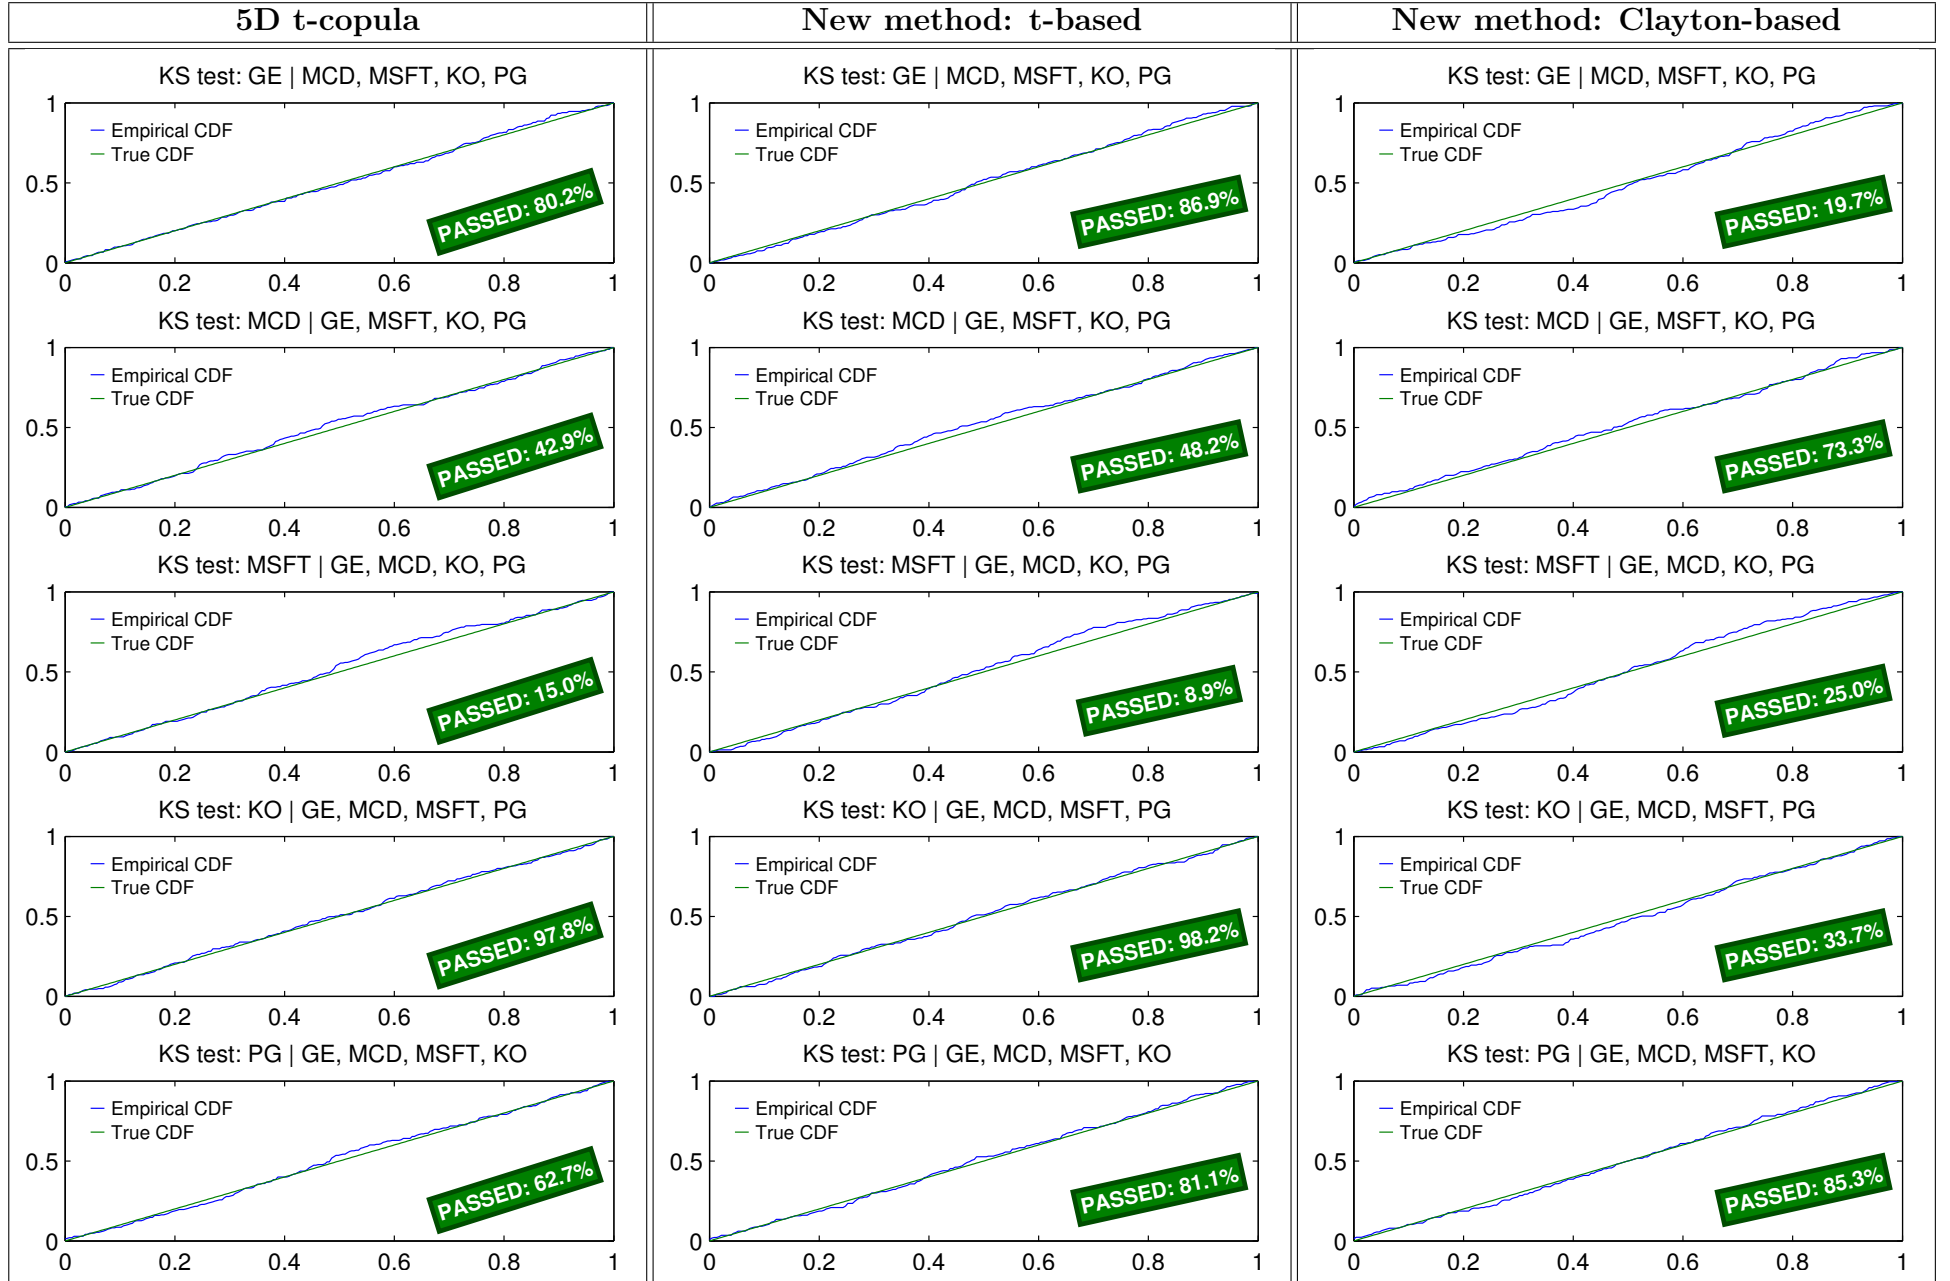 5D t-copula
New method: t-based
New method: Clayton-based
KS test: GE | MCD, MSFT, KO, PG
1
0.5
0
Empirical CDF
True CDF
PASSED: 80.2%
0 0.2 0.4 0.6 0.8 1
KS test: GE | MCD, MSFT, KO, PG
1
0.5
0
Empirical CDF
True CDF
PASSED: 86.9%
0 0.2 0.4 0.6 0.8 1
KS test: GE | MCD, MSFT, KO, PG
1
0.5
0
Empirical CDF
True CDF
PASSED: 19.7%
0 0.2 0.4 0.6 0.8 1
KS test: MCD | GE, MSFT, KO, PG
1
0.5
0
Empirical CDF
True CDF
PASSED: 42.9%
0 0.2 0.4 0.6 0.8 1
KS test: MCD | GE, MSFT, KO, PG
1
0.5
0
Empirical CDF
True CDF
PASSED: 48.2%
0 0.2 0.4 0.6 0.8 1
KS test: MCD | GE, MSFT, KO, PG
1
0.5
0
Empirical CDF
True CDF
PASSED: 73.3%
0 0.2 0.4 0.6 0.8 1
KS test: MSFT | GE, MCD, KO, PG
1
0.5
0
Empirical CDF
True CDF
PASSED: 15.0%
0 0.2 0.4 0.6 0.8 1
KS test: MSFT | GE, MCD, KO, PG
1
0.5
0
Empirical CDF
True CDF
PASSED: 8.9%
0 0.2 0.4 0.6 0.8 1
KS test: MSFT | GE, MCD, KO, PG
1
0.5
0
Empirical CDF
True CDF
PASSED: 25.0%
0 0.2 0.4 0.6 0.8 1
KS test: KO | GE, MCD, MSFT, PG
1
0.5
0
Empirical CDF
True CDF
PASSED: 97.8%
0 0.2 0.4 0.6 0.8 1
KS test: KO | GE, MCD, MSFT, PG
1
0.5
0
Empirical CDF
True CDF
PASSED: 98.2%
0 0.2 0.4 0.6 0.8 1
KS test: KO | GE, MCD, MSFT, PG
1
0.5
0
Empirical CDF
True CDF
PASSED: 33.7%
0 0.2 0.4 0.6 0.8 1
KS test: PG | GE, MCD, MSFT, KO
1
0.5
0
Empirical CDF
True CDF
PASSED: 62.7%
0 0.2 0.4 0.6 0.8 1
KS test: PG | GE, MCD, MSFT, KO
1
0.5
0
Empirical CDF
True CDF
PASSED: 81.1%
0 0.2 0.4 0.6 0.8 1
KS test: PG | GE, MCD, MSFT, KO
1
0.5
0
Empirical CDF
True CDF
PASSED: 85.3%
0 0.2 0.4 0.6 0.8 1